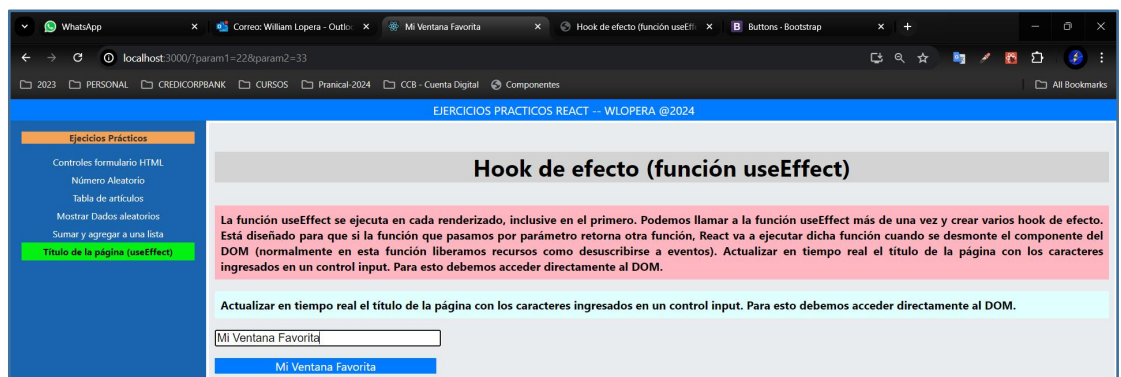 WhatsApp
Correo: William Lopera - Outloo
Mi Ventana Favorita
Hook de efecto (función useEffe
B Buttons - Bootstrap
localhost:3000/?param1=22&param2=33
2023 PERSONAL CREDICORPBANK CURSOS Pranical-2024 CCB - Cuenta Digital Componentes All Bookmarks
EJERCICIOS PRACTICOS REACT -- WLOPERA @2024
Ejecicios Prácticos
Controles formulario HTML
Número Aleatorio
Tabla de artículos
Mostrar Dados aleatorios
Sumar y agregar a una lista
Título de la página (useEffect)
Hook de efecto (función useEffect)
La función useEffect se ejecuta en cada renderizado, inclusive en el primero. Podemos llamar a la función useEffect más de una vez y crear varios hook de efecto.
Está diseñado para que si la función que pasamos por parámetro retorna otra función, React va a ejecutar dicha función cuando se desmonte el componente del
DOM (normalmente en esta función liberamos recursos como desuscribirse a eventos). Actualizar en tiempo real el título de la página con los caracteres
ingresados en un control input. Para esto debemos acceder directamente al DOM.
Actualizar en tiempo real el título de la página con los caracteres ingresados en un control input. Para esto debemos acceder directamente al DOM.
Mi Ventana Favorita
Mi Ventana Favorita